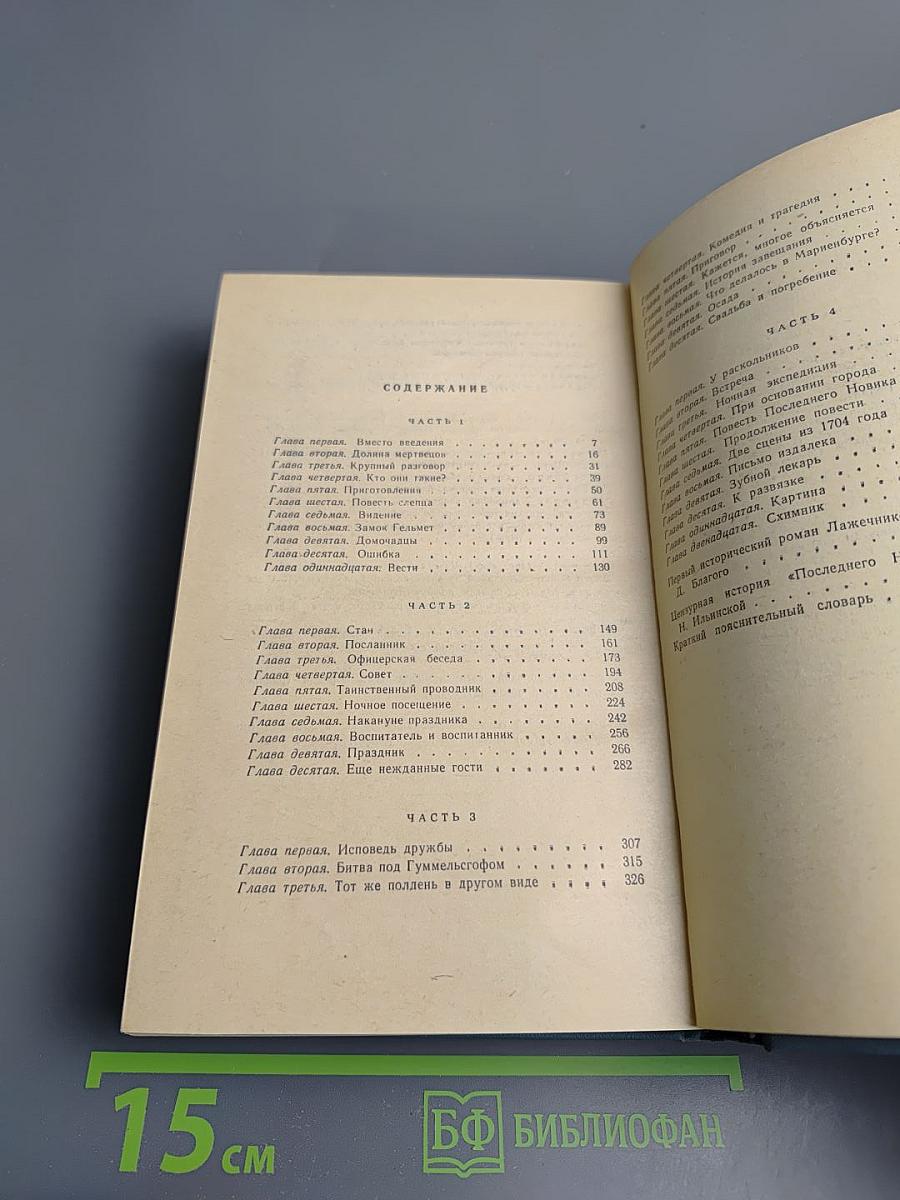 СОДЕРЖАНИЕ
ЧАСТЬ 1
Глава первая. Вместо введения . . . . . . . . . 7
Глава вторая. Долина мертвецов . . . . . . . . . 16
Глава третья. Крупный разговор . . . . . . . . . 31
Глава четвертая. Кто они такие? . . . . . . . . . 39
Глава пятая. Приготовления . . . . . . . . . 50
Глава шестая. Повесть слепца . . . . . . . . . 61
Глава седьмая. Видение . . . . . . . . . 73
Глава восьмая. Замок Гельмет . . . . . . . . . 89
Глава девятая. Домочадцы . . . . . . . . . 99
Глава десятая. Ошибка . . . . . . . . . 111
Глава одиннадцатая. Вести . . . . . . . . . 130
ЧАСТЬ 2
Глава первая. Стан . . . . . . . . . 149
Глава вторая. Посланник . . . . . . . . . 161
Глава третья. Офицерская беседа . . . . . . . . . 173
Глава четвертая. Совет . . . . . . . . . 194
Глава пятая. Таинственный проводник . . . . . . . 208
Глава шестая. Ночное посещение . . . . . . . . . 224
Глава седьмая. Накануне праздника . . . . . . . . 242
Глава восьмая. Воспитатель и воспитанник . . . . . 256
Глава девятая. Праздник . . . . . . . . . 266
Глава десятая. Еще нежданные гости . . . . . . . 282
ЧАСТЬ 3
Глава первая. Исповедь дружбы . . . . . . . . . 307
Глава вторая. Битва под Гуммельсгофом . . . . . . 315
Глава третья. Тот же полдень в другом виде . . . . 326
Глава четвертая. Комедия и трагедия . . . .
Глава пятая. Приговор . . . . . .
Глава шестая. Кажется, многое объясняется . .
Глава седьмая. История завещания . . . .
Глава восьмая. Что делалось в Мариенбурге?
Глава девятая. Осада . . . . . .
Глава десятая. Свадьба и погребение . . .
ЧАСТЬ 4
Глава первая. У раскольников . . . .
Глава вторая. Встреча . . . . . .
Глава третья. Ночная экспедиция . . . .
Глава четвертая. При основании города . .
Глава пятая. Повесть Последнего Новика
Глава шестая. Продолжение повести . .
Глава седьмая. Две сцены из 1704 года
Глава восьмая. Письмо издалека . . .
Глава девятая. Зубной лекарь . . . .
Глава десятая. К развязке . . . .
Глава одиннадцатая. Картина . . . .
Глава двенадцатая. Схимник . . . .
Первый исторический роман Лажечников
Д. Благого . . . . . .
Цензурная история «Последнего Н
Н. Ильинской . . . . . .
Краткий пояснительный словарь . .
15 см
БФ БИБЛИОФАН